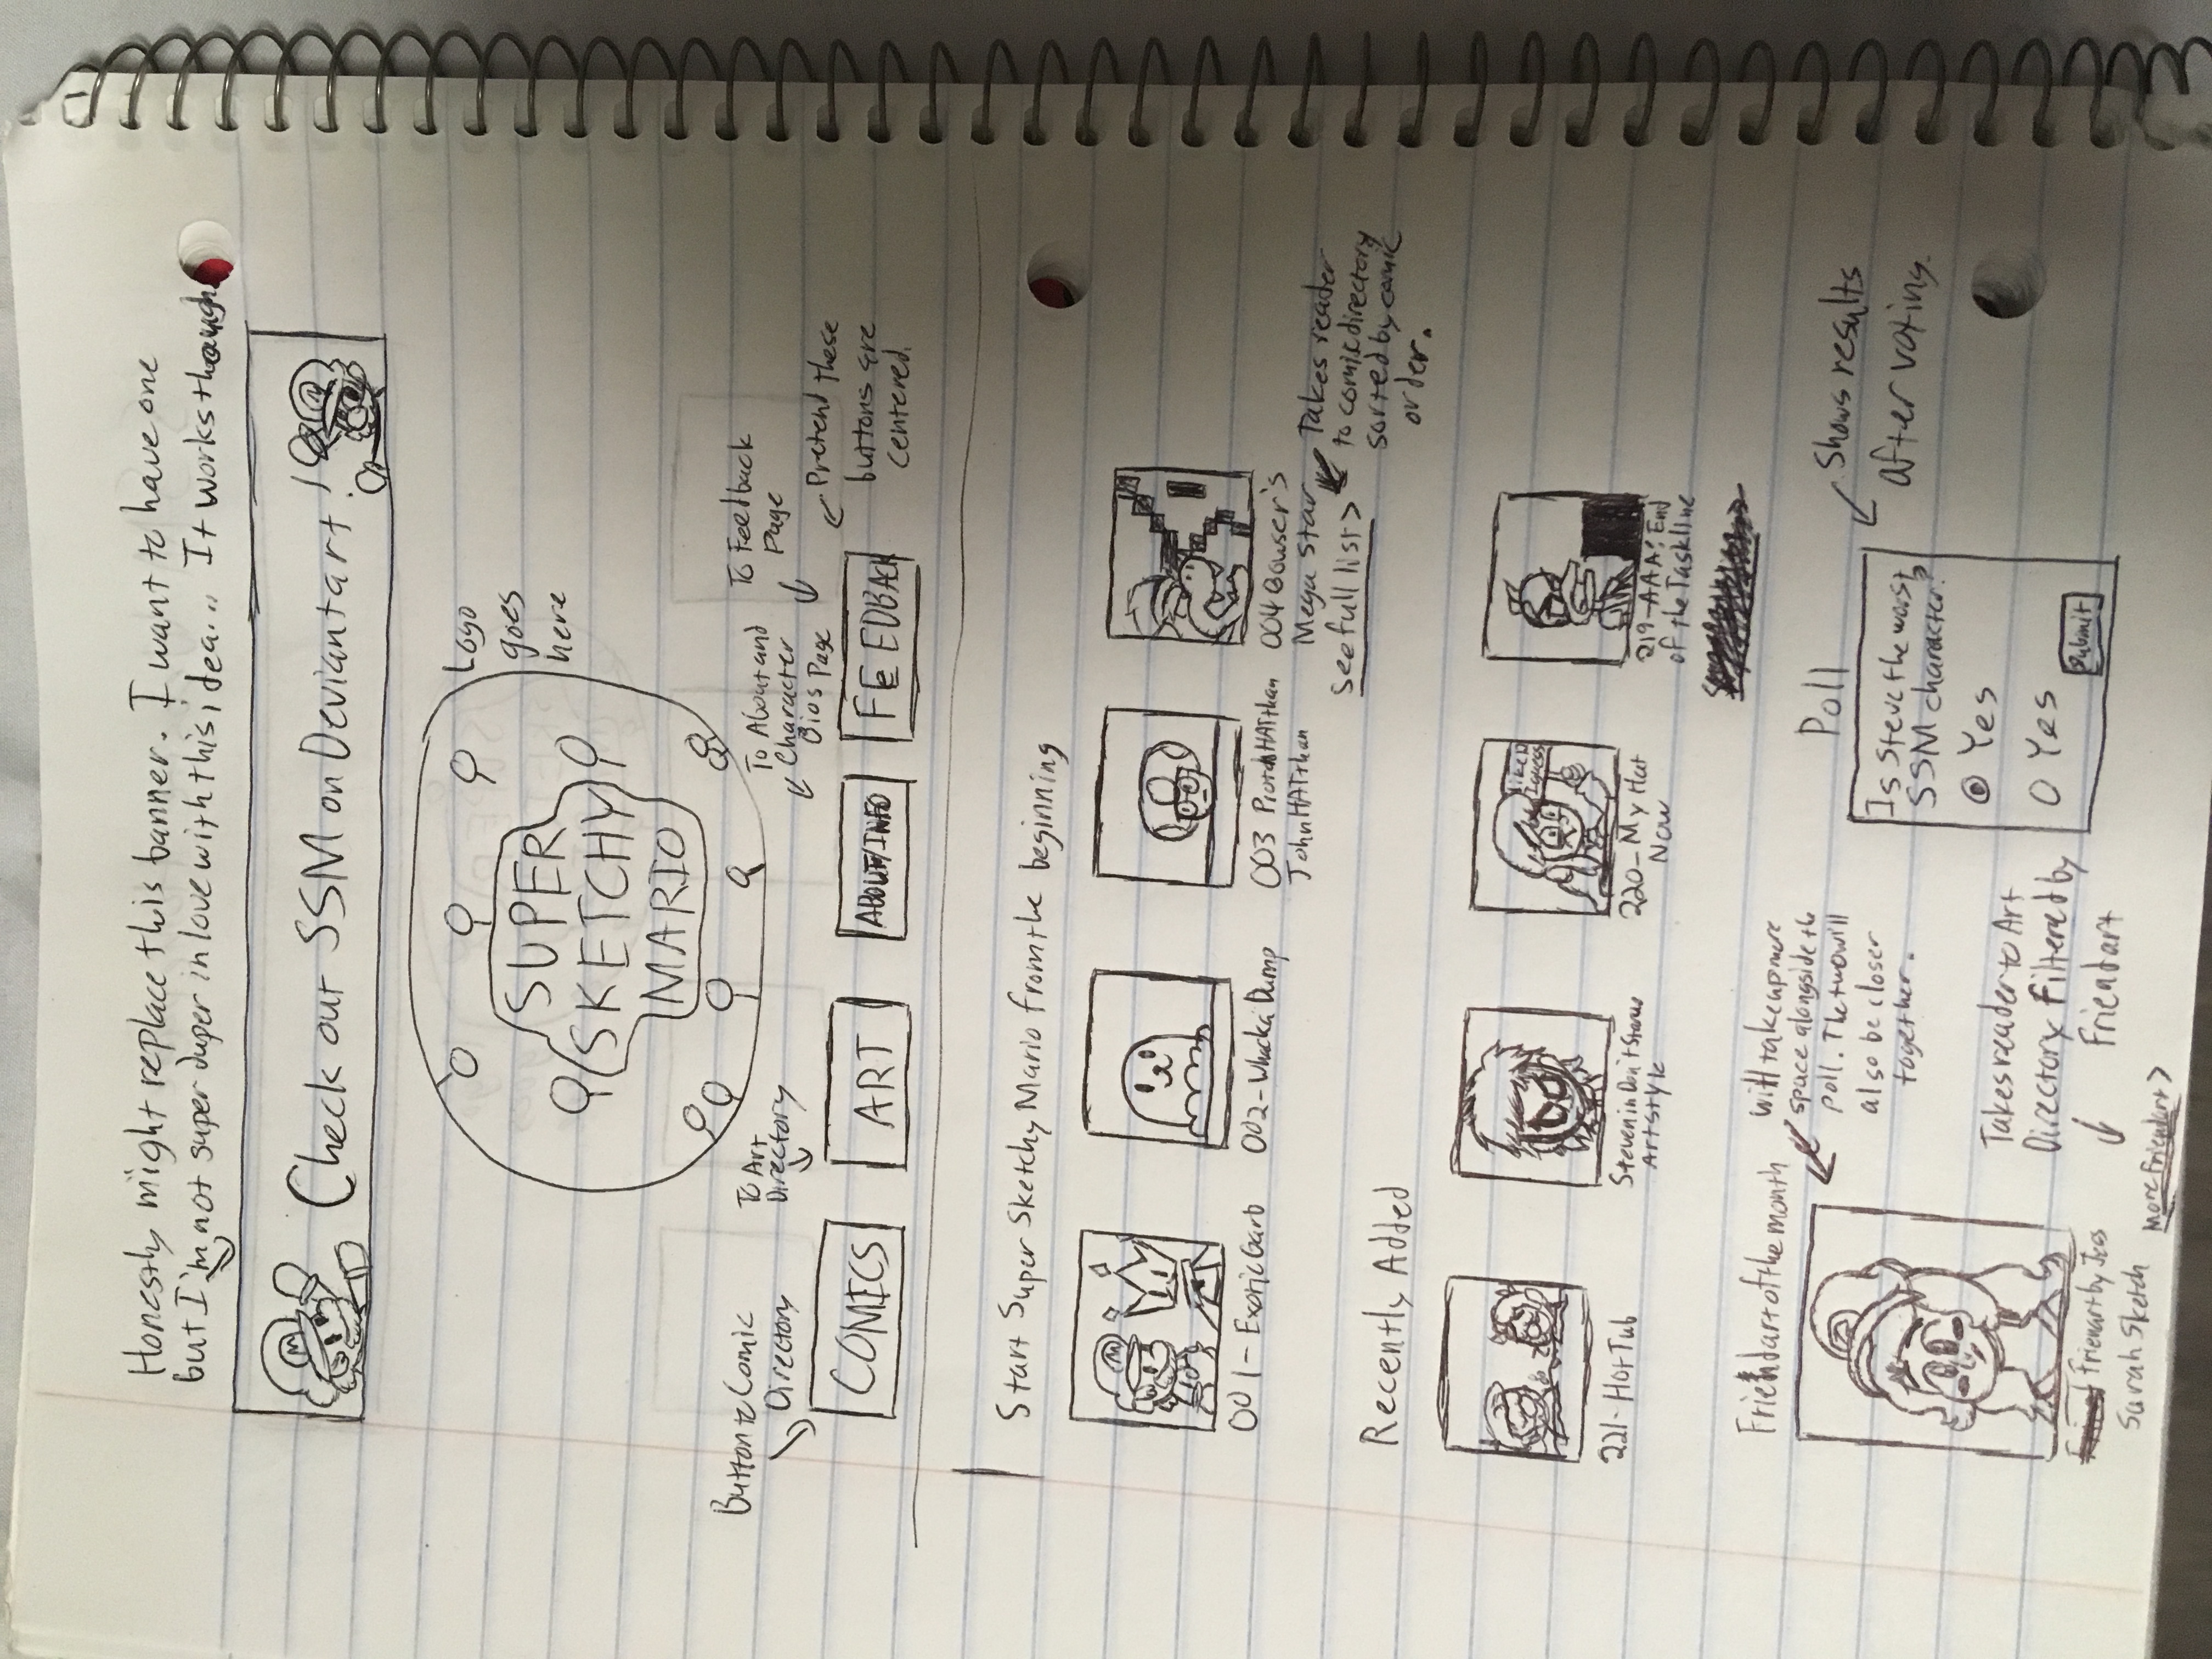 Honestly might replace this banner. I want to have one
but I'm not super duper in love with this idea... It works though.
M
Check out SSM on Deviantart!
M
SUPER
SKETCHY
MARIO
Logo
goes
here
Button to Comic
Directory
To Art
Directory
To About and
Character
Bios Page
To Feedback
Page
Pretend these
buttons are
centered.
COMICS
ART
ABOUT/INFO
FEEDBACK
Start Super Sketchy Mario from the beginning
M
001-Exotic Garb
002-Whacka Dump
003 ProtonHATthan
JohnHATthan
004 Bowser's
Mega Star
See full list >
Takes reader
to comic directory
sorted by comic
order.
Recently Added
like is
I guess
221-Hot Tub
Steven in Don't Starve
Artstyle
220-My Hat
Now
219-AAA: End
of the Taskline
Friendart of the month
will take up more
space alongside the
poll. The two will
also be closer
together.
Poll
Is Steve the worst
SSM character?
Yes
Yes
Submit
Shows results
after voting.
Takes reader to Art
Directory Filtered by
Friendart
Frienart by Jess
Sarah Sketch
More Friendart >